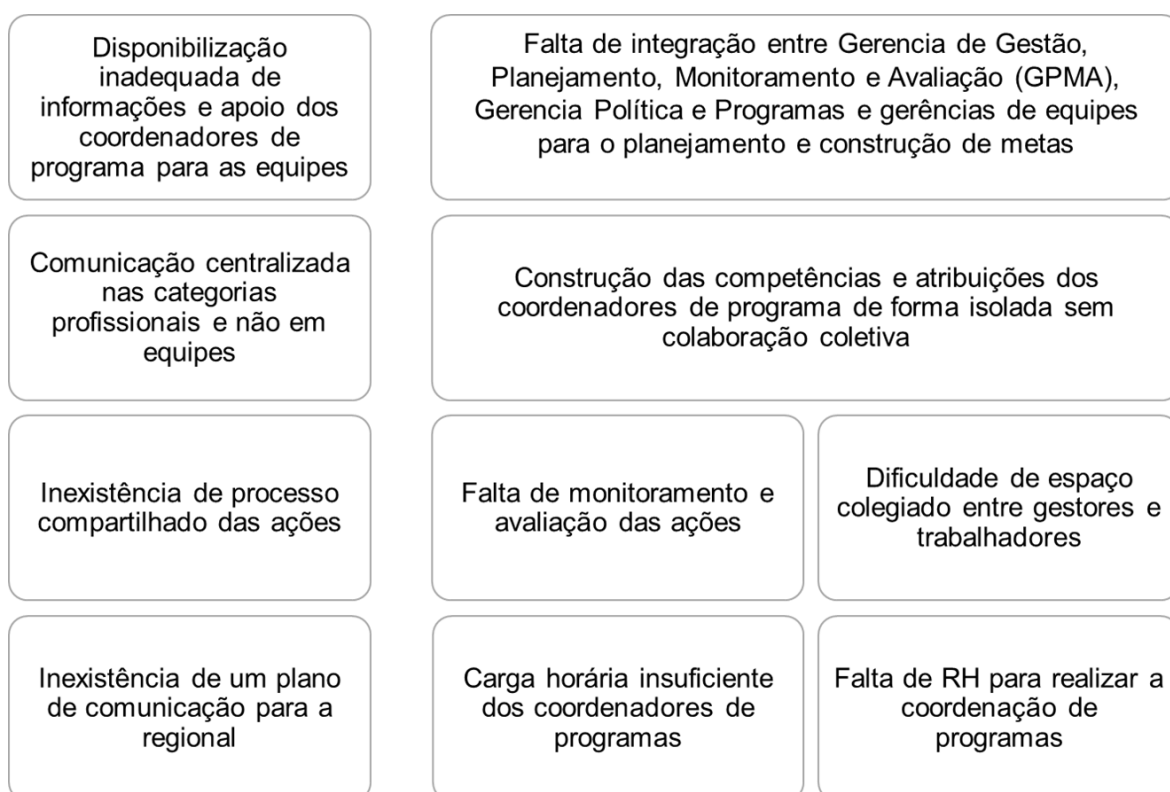 Disponibilização
inadequada de
informações e apoio dos
coordenadores de
programa para as equipes
Falta de integração entre Gerencia de Gestão,
Planejamento, Monitoramento e Avaliação (GPMA),
Gerencia Política e Programas e gerências de equipes
para o planejamento e construção de metas
Comunicação centralizada
nas categorias
profissionais e não em
equipes
Construção das competências e atribuições dos
coordenadores de programa de forma isolada sem
colaboração coletiva
Inexistência de processo
compartilhado das ações
Falta de monitoramento e
avaliação das ações
Dificuldade de espaço
colegiado entre gestores e
trabalhadores
Inexistência de um plano
de comunicação para a
regional
Carga horária insuficiente
dos coordenadores de
programas
Falta de RH para realizar a
coordenação de
programas